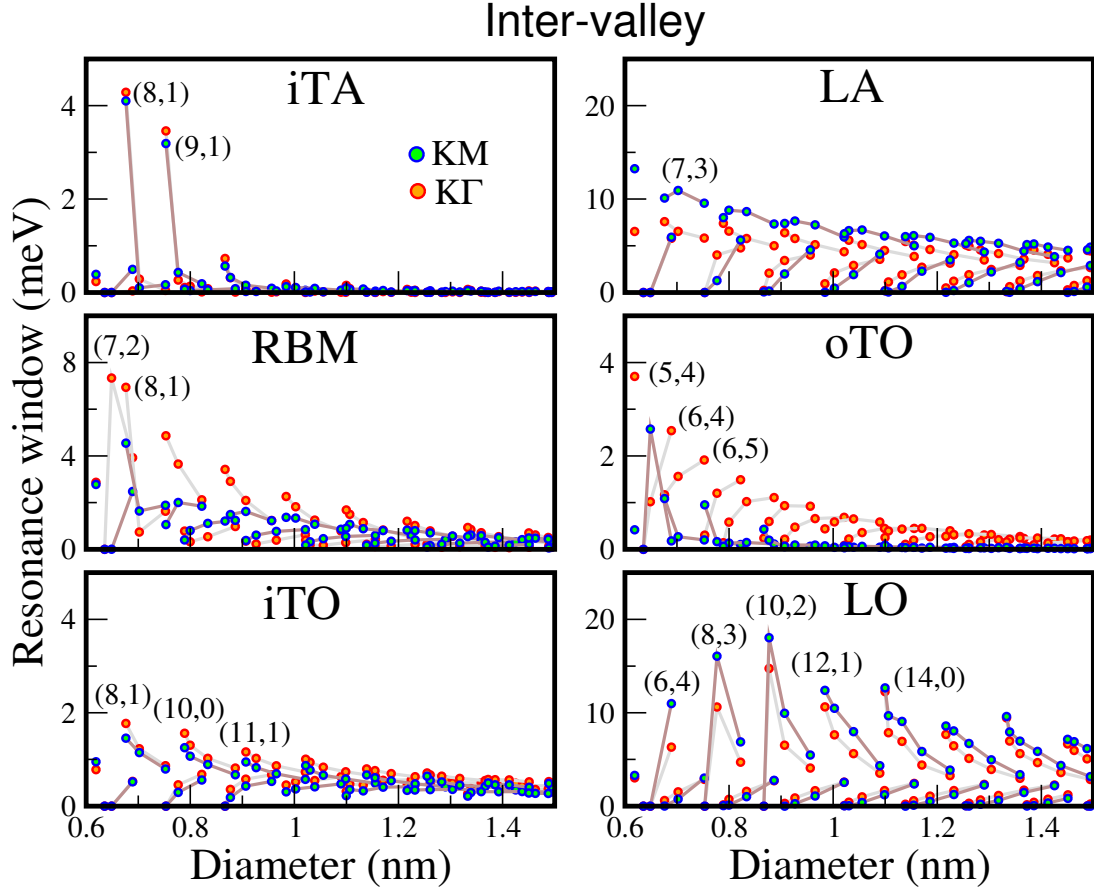 Inter-valley
Resonance window (meV)
iTA
(8,1)
(9,1)
KM
KΓ
4
2
0
LA
(7,3)
20
10
0
RBM
(7,2)
(8,1)
8
4
0
oTO
(5,4)
(6,4)
(6,5)
4
2
0
iTO
(8,1)
(10,0)
(11,1)
4
2
0
0.6 0.8 1 1.2 1.4
Diameter (nm)
LO
(6,4)
(8,3)
(10,2)
(12,1)
(14,0)
20
10
0
0.6 0.8 1 1.2 1.4
Diameter (nm)